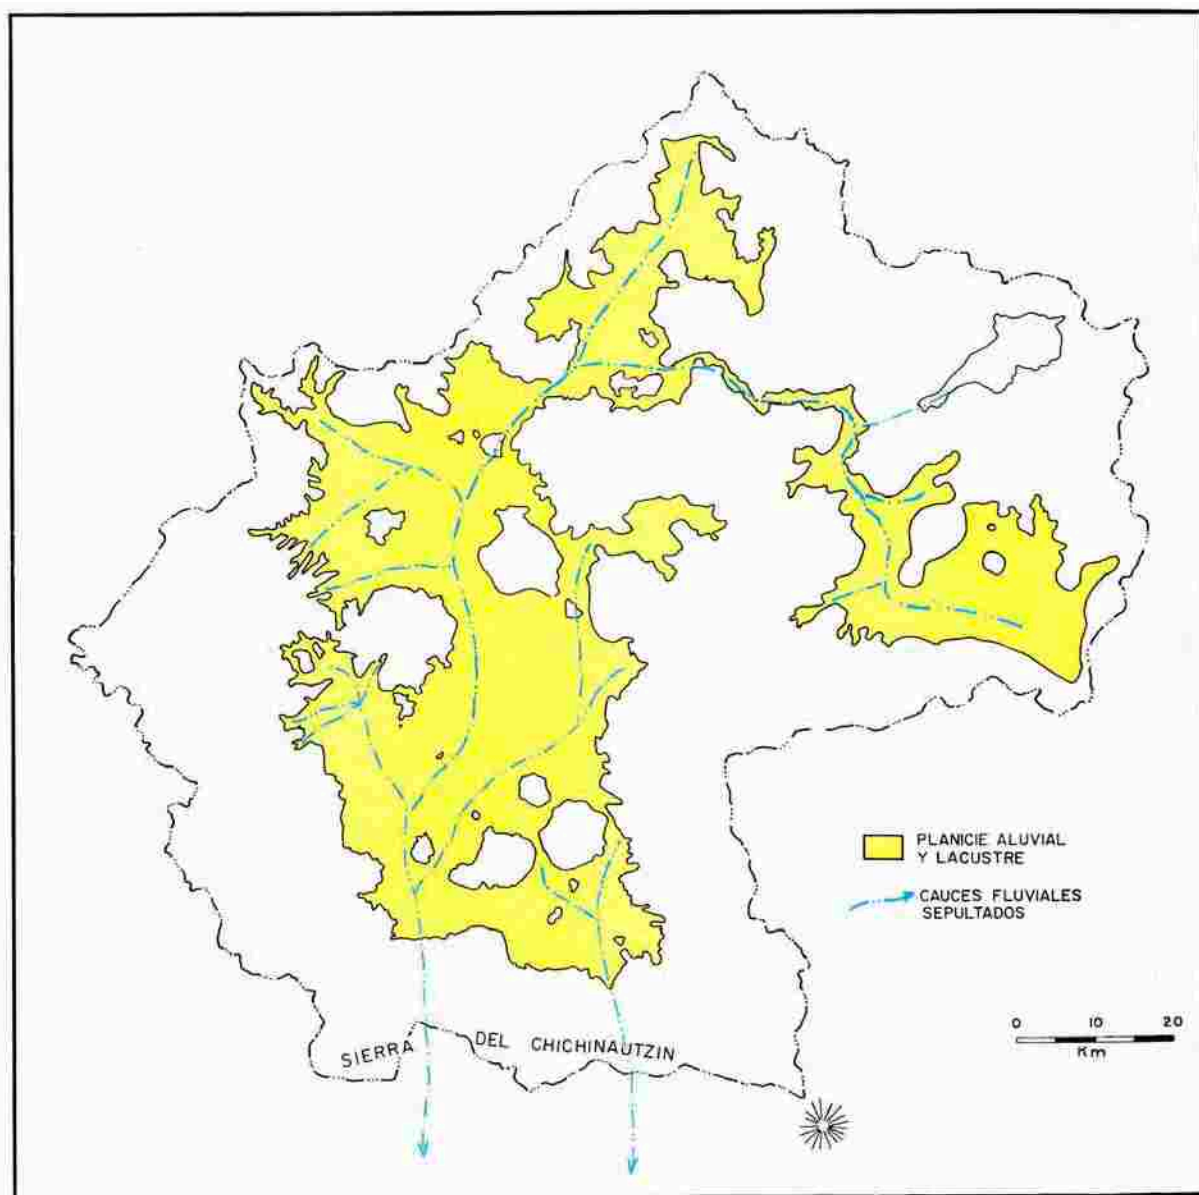 PLANICIE ALUVIAL
Y LACUSTRE
CAUCES FLUVIALES
SEPULTADOS
0 10 20
Km
SIERRA DEL CHICHINAUTZIN